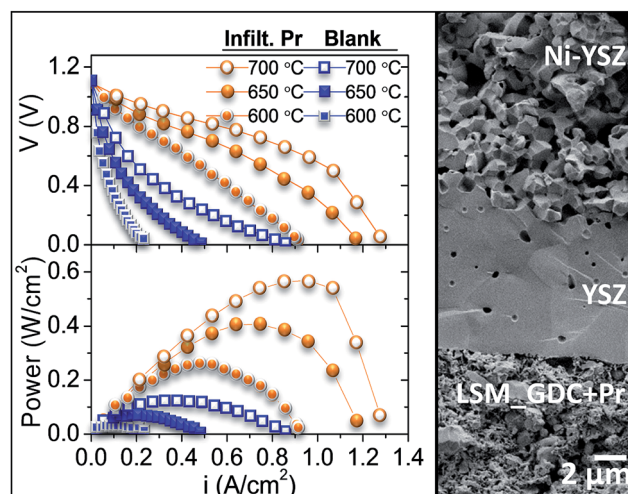 Infilt. Pr Blank
700 °C 700 °C
650 °C 650 °C
600 °C 600 °C
V (V)
1.2
0.8
0.4
0.0
Power (W/cm²)
0.6
0.4
0.2
0.0
0.0 0.2 0.4 0.6 0.8 1.0 1.2 1.4
i (A/cm²)
Ni-YSZ
YSZ
LSM_GDC+Pr
2 µm